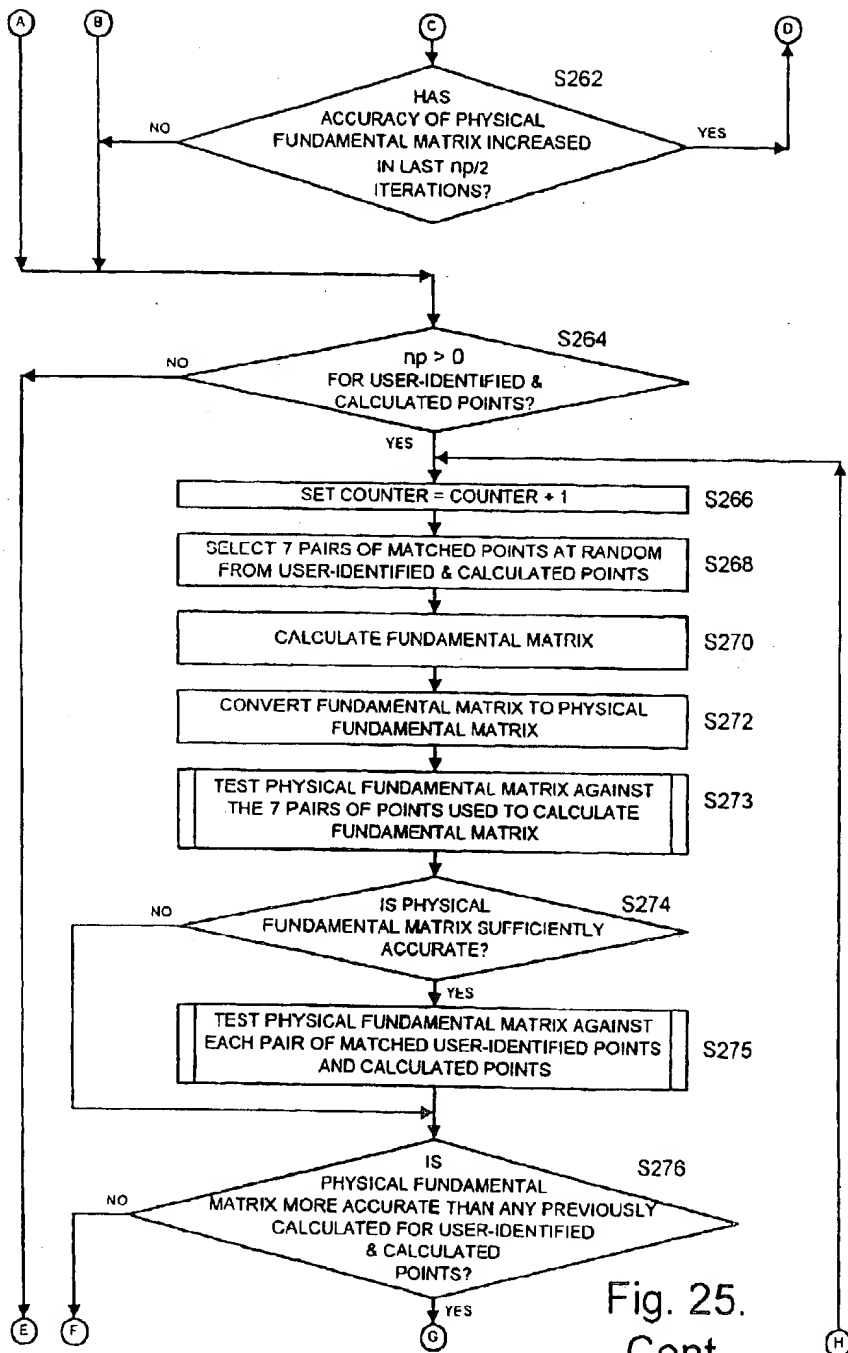 A
B
C
D
S262
HAS
ACCURACY OF PHYSICAL
FUNDAMENTAL MATRIX INCREASED
IN LAST np/2
ITERATIONS?
NO
YES
S264
np > 0
FOR USER-IDENTIFIED &
CALCULATED POINTS?
NO
YES
SET COUNTER = COUNTER + 1
S266
SELECT 7 PAIRS OF MATCHED POINTS AT RANDOM
FROM USER-IDENTIFIED & CALCULATED POINTS
S268
CALCULATE FUNDAMENTAL MATRIX
S270
CONVERT FUNDAMENTAL MATRIX TO PHYSICAL
FUNDAMENTAL MATRIX
S272
TEST PHYSICAL FUNDAMENTAL MATRIX AGAINST
THE 7 PAIRS OF POINTS USED TO CALCULATE
FUNDAMENTAL MATRIX
S273
IS PHYSICAL
FUNDAMENTAL MATRIX SUFFICIENTLY
ACCURATE?
S274
NO
YES
TEST PHYSICAL FUNDAMENTAL MATRIX AGAINST
EACH PAIR OF MATCHED USER-IDENTIFIED POINTS
AND CALCULATED POINTS
S275
IS
PHYSICAL FUNDAMENTAL
MATRIX MORE ACCURATE THAN ANY PREVIOUSLY
CALCULATED FOR USER-IDENTIFIED
& CALCULATED
POINTS?
S276
NO
YES
E
F
G
H
Fig. 25.
Cont